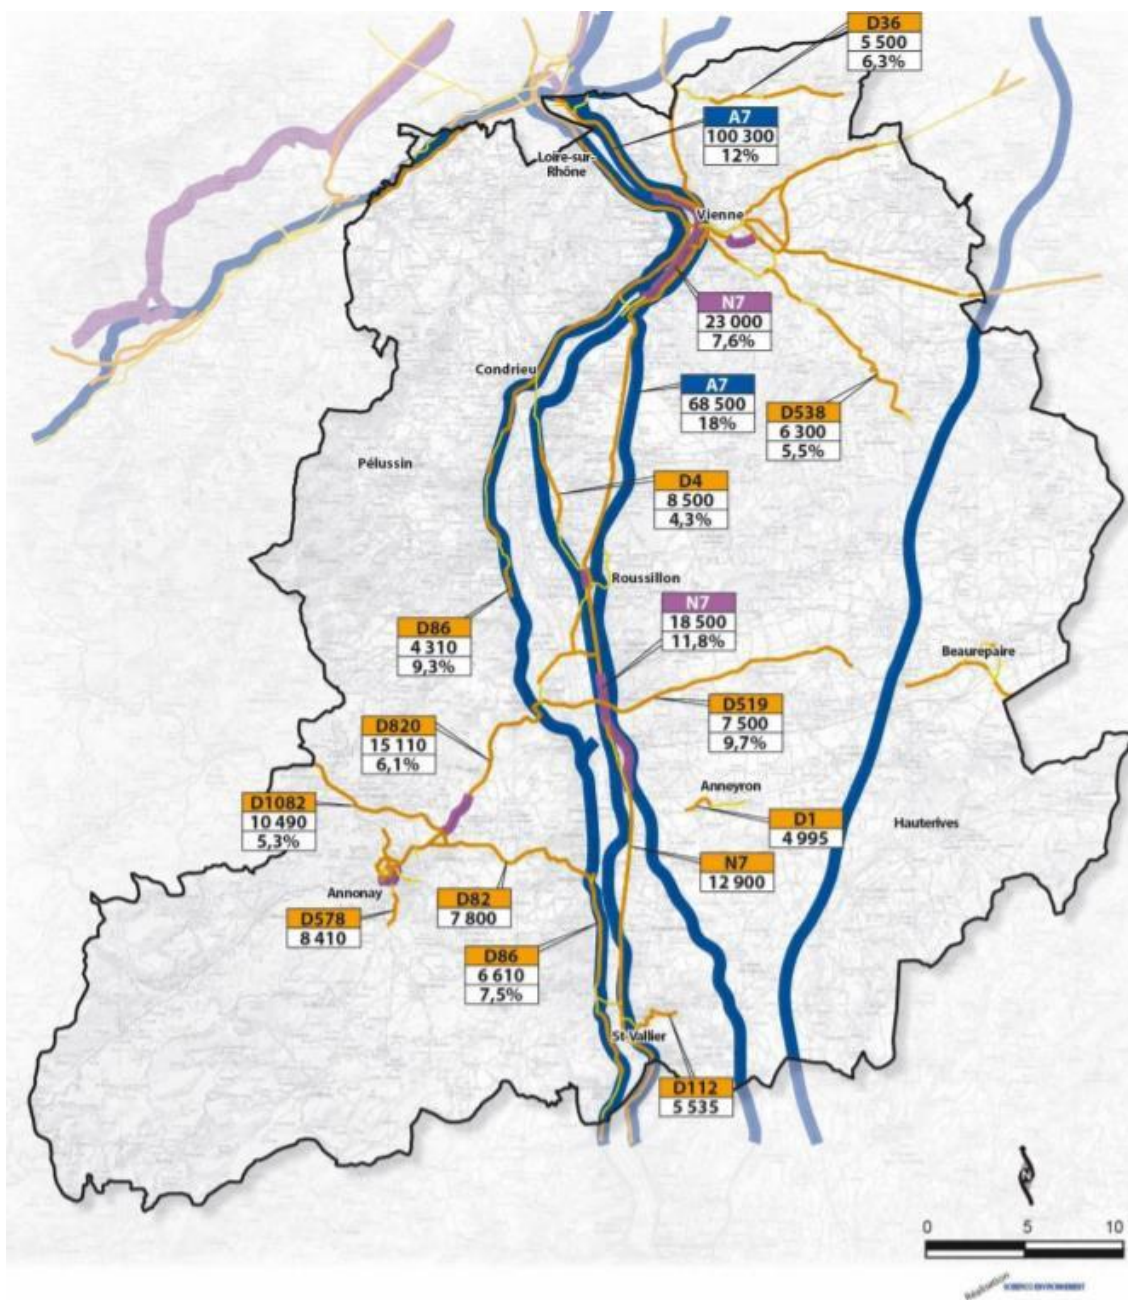 D36
5 500
6,3%
A7
100 300
12%
Loire-sur-
Rhône
Vienne
N7
23 000
7,6%
Condrieu
A7
68 500
18%
D538
6 300
5,5%
Pélussin
D4
8 500
4,3%
Roussillon
N7
18 500
11,8%
D86
4 310
9,3%
Beaurepaire
D519
7 500
9,7%
D820
15 110
6,1%
Anneyron
D1082
10 490
5,3%
D1
4 995
Hauterives
N7
12 900
Annonay
D82
7 800
D578
8 410
D86
6 610
7,5%
St-Vallier
D112
5 535
N
0 5 10
Réalisation
SOBERCO ENVIRONNEMENT